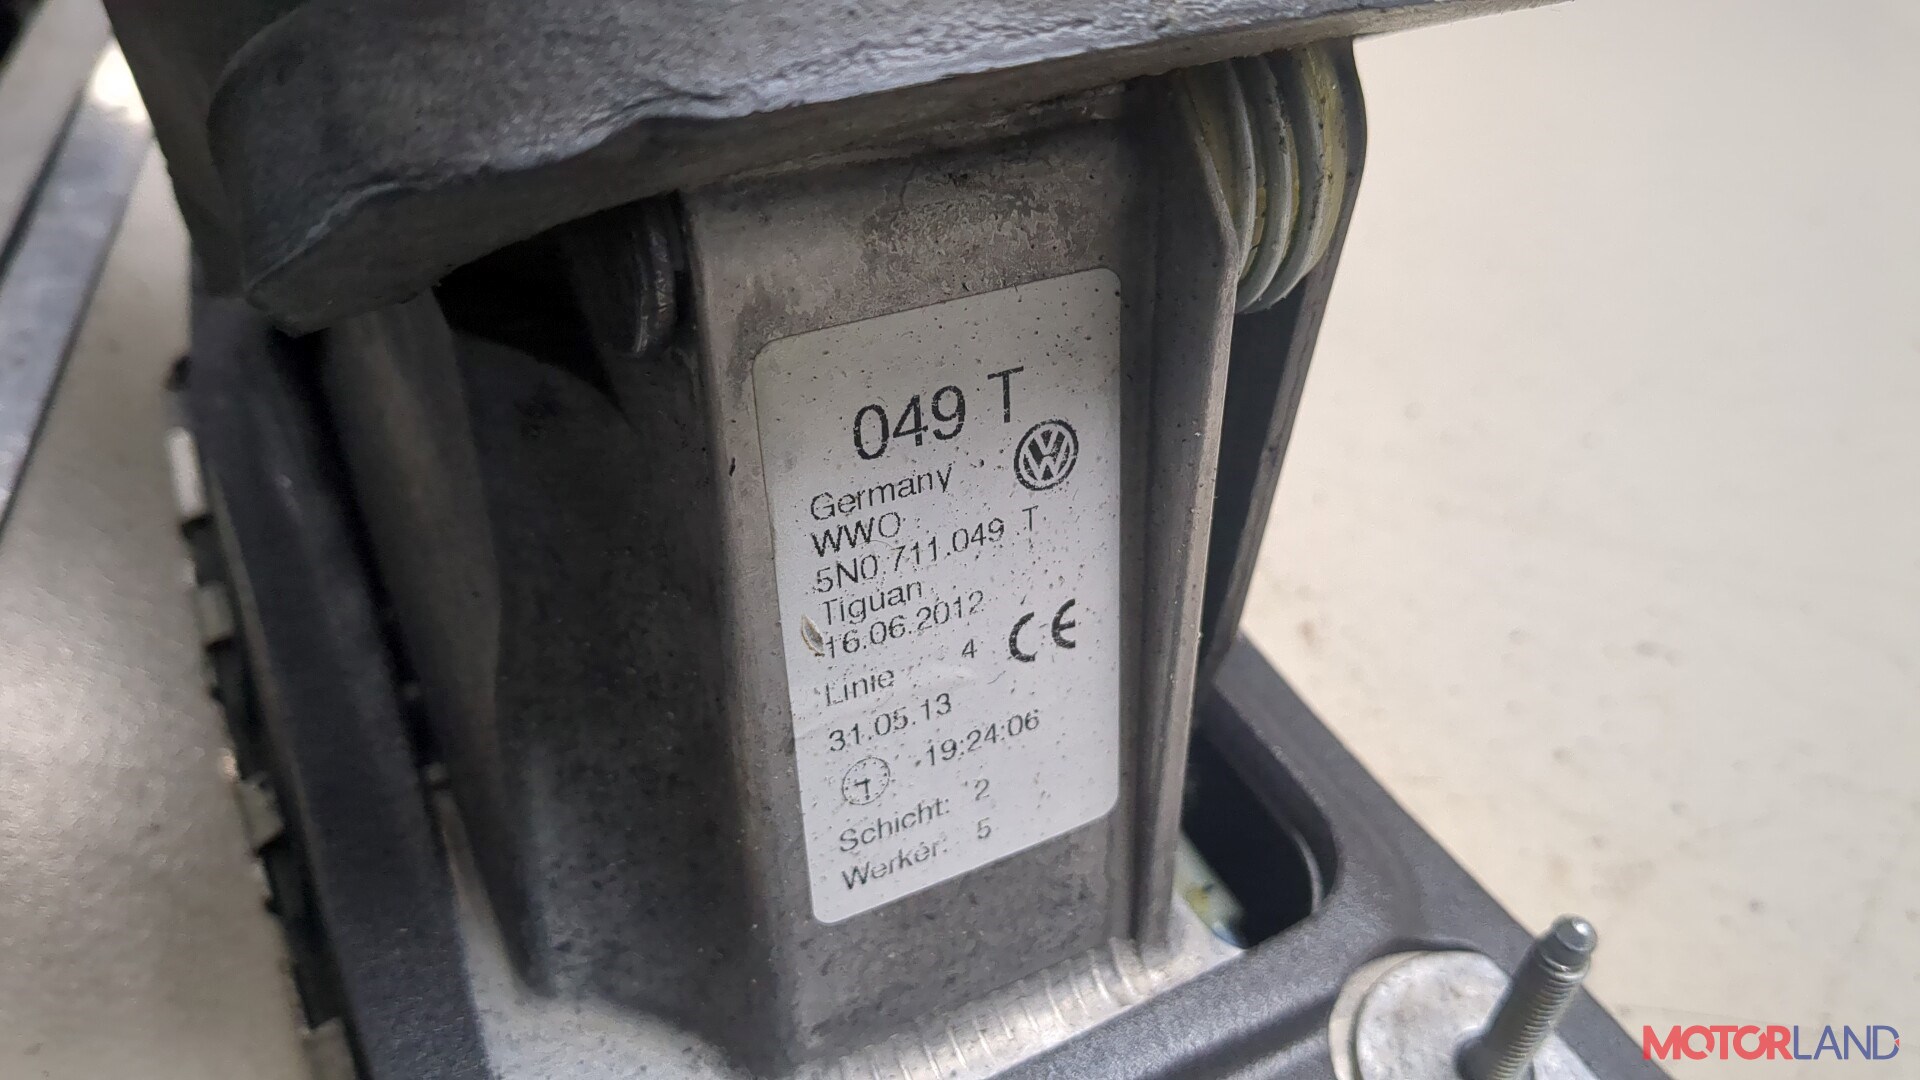 049 T
Germany
WWO
5N0.711.049 T
Tiguan
16.06.2012
Linie 4
CE
31.05.13
19:24:06
Schicht: 2
Werker: 5
MOTORLAND